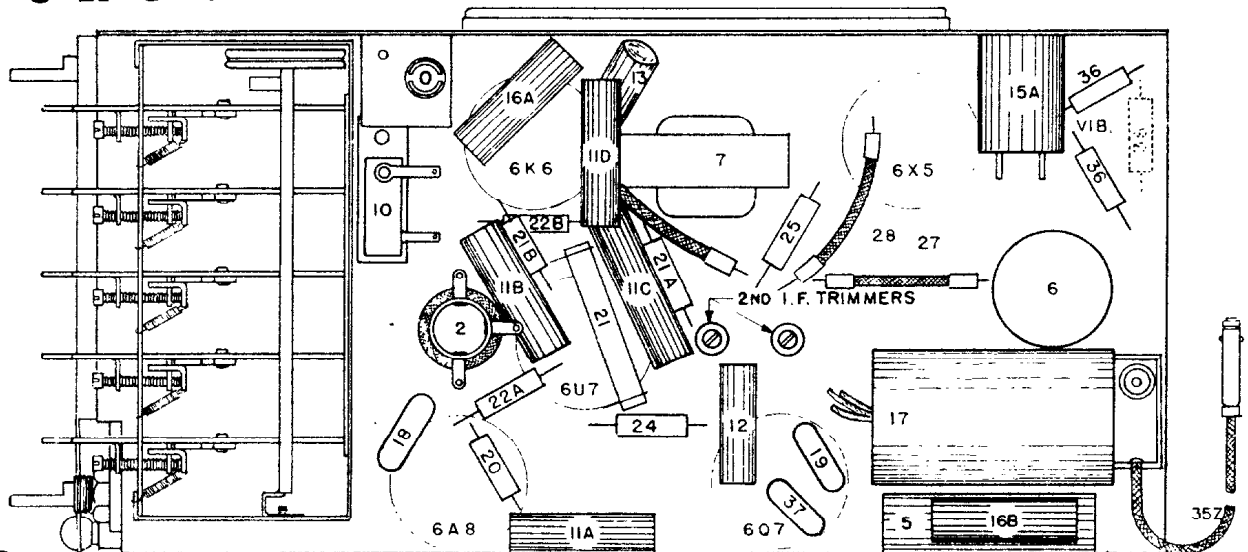 O
13
16A
15A
36
VIB.
36
11D
7
6K6
6X5
10
22B
21B
25
28
27
11B
11C
21A
21
2
2ND I.F. TRIMMERS
6
6U7
22A
18
24
12
17
20
19
37
6A8
11A
6Q7
5
16B
35Z